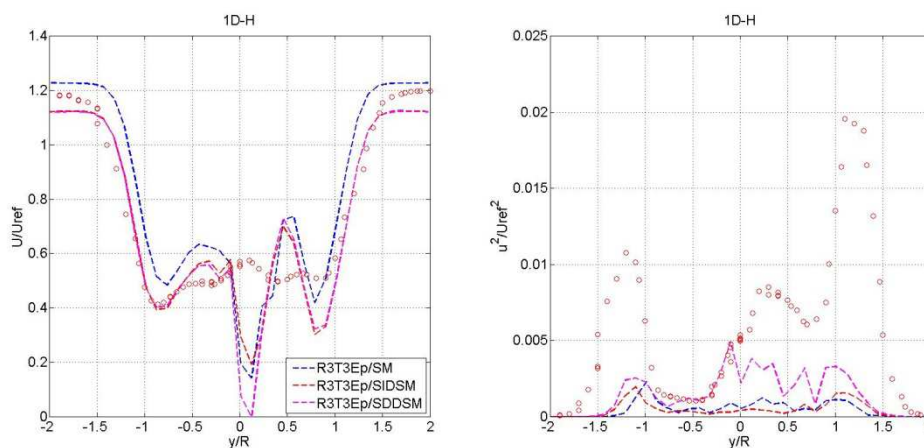 1D-H
1.4
1.2
1
0.8
0.6
0.4
0.2
0
U/Uref
-2 -1.5 -1 -0.5 0 0.5 1 1.5 2
y/R
R3T3Ep/SM
R3T3Ep/SIDSM
R3T3Ep/SDDSM
1D-H
0.025
0.02
0.015
0.01
0.005
0
u²/Uref²
-2 -1.5 -1 -0.5 0 0.5 1 1.5 2
y/R